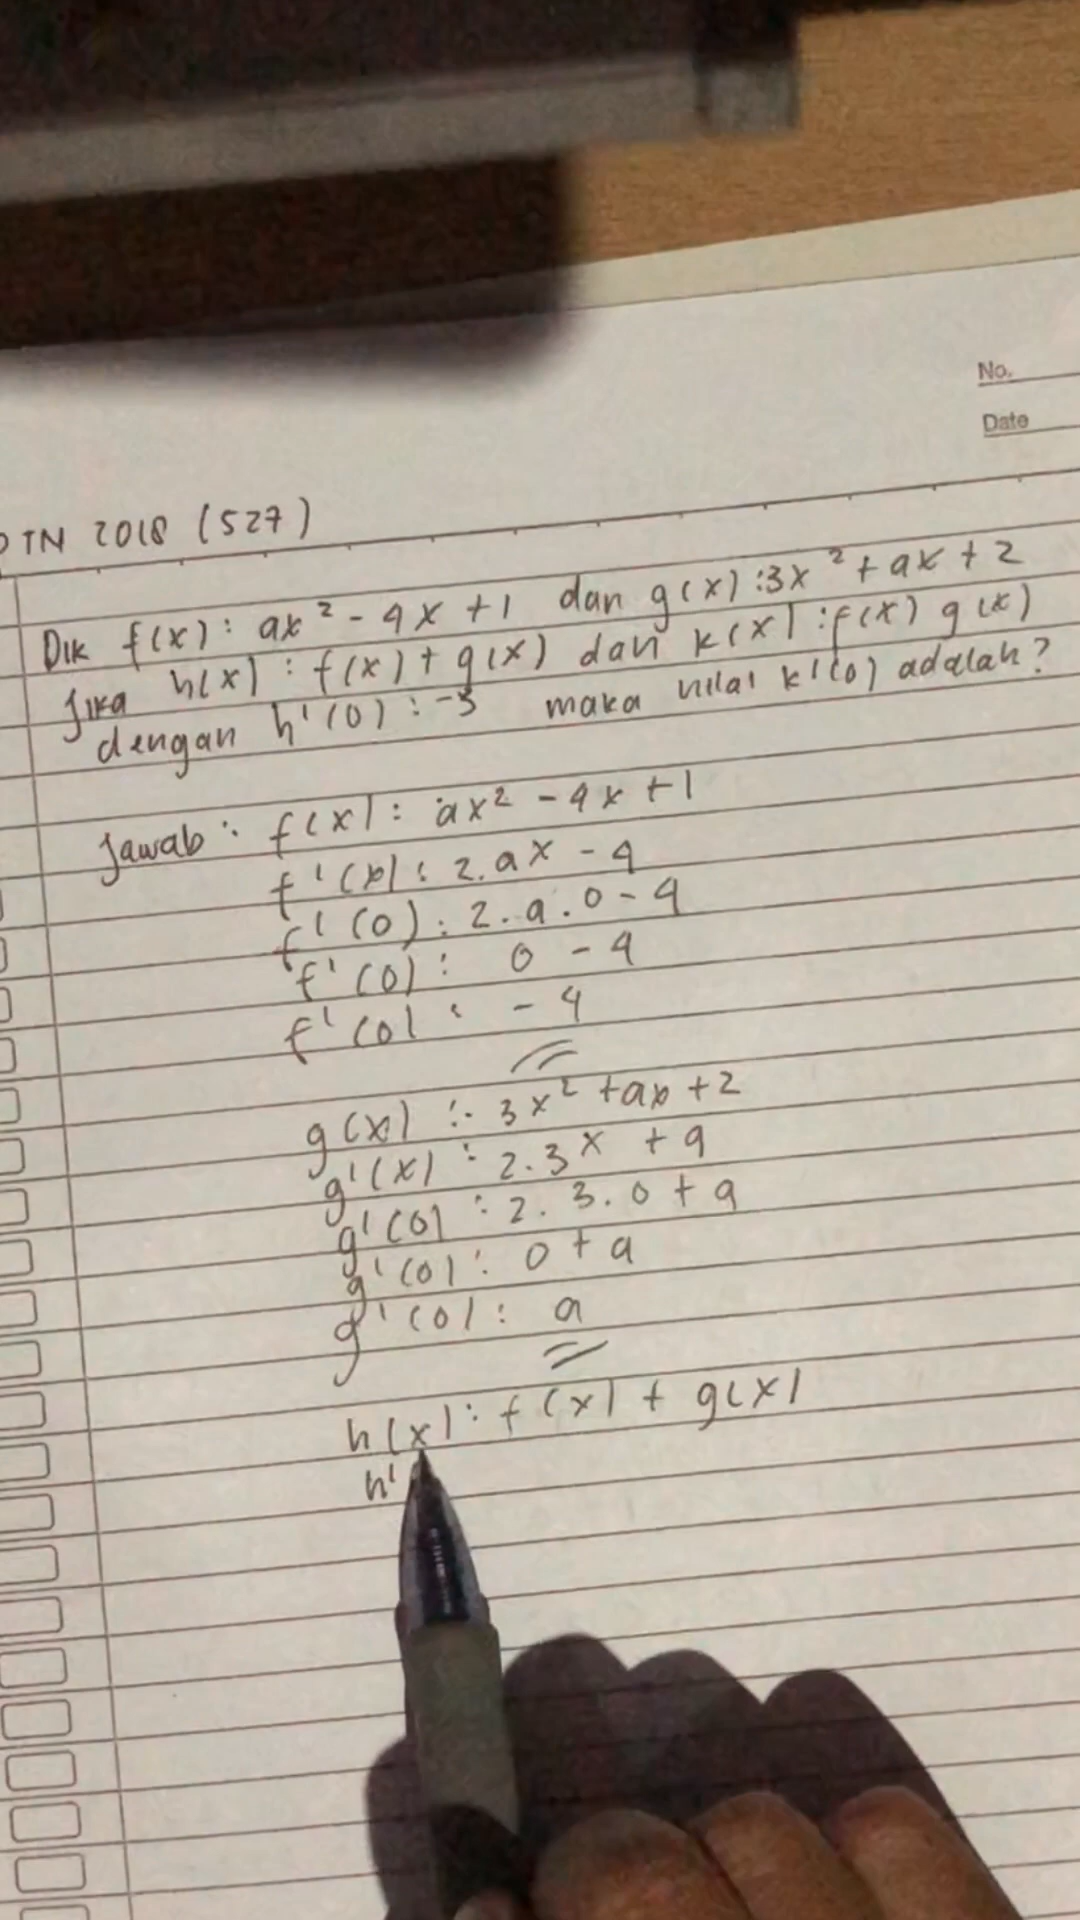 No.
Date
TN 2018 (527)
Dik f(x) : ax² - 4x + 1 dan g(x) : 3x² + ax + 2
Jika h(x) : f(x) + g(x) dan k(x) : f(x) g(x)
dengan h'(0) : -3 maka nilai k'(0) adalah?
Jawab : f(x) : ax² - 4x + 1
f'(x) : 2.ax - 4
f'(0) : 2.a.0 - 4
f'(0) : 0 - 4
f'(0) : - 4
g(x) : 3x² + ax + 2
g'(x) : 2.3x + a
g'(0) : 2.3.0 + a
g'(0) : 0 + a
g'(0) : a
h(x) : f(x) + g(x)
h'